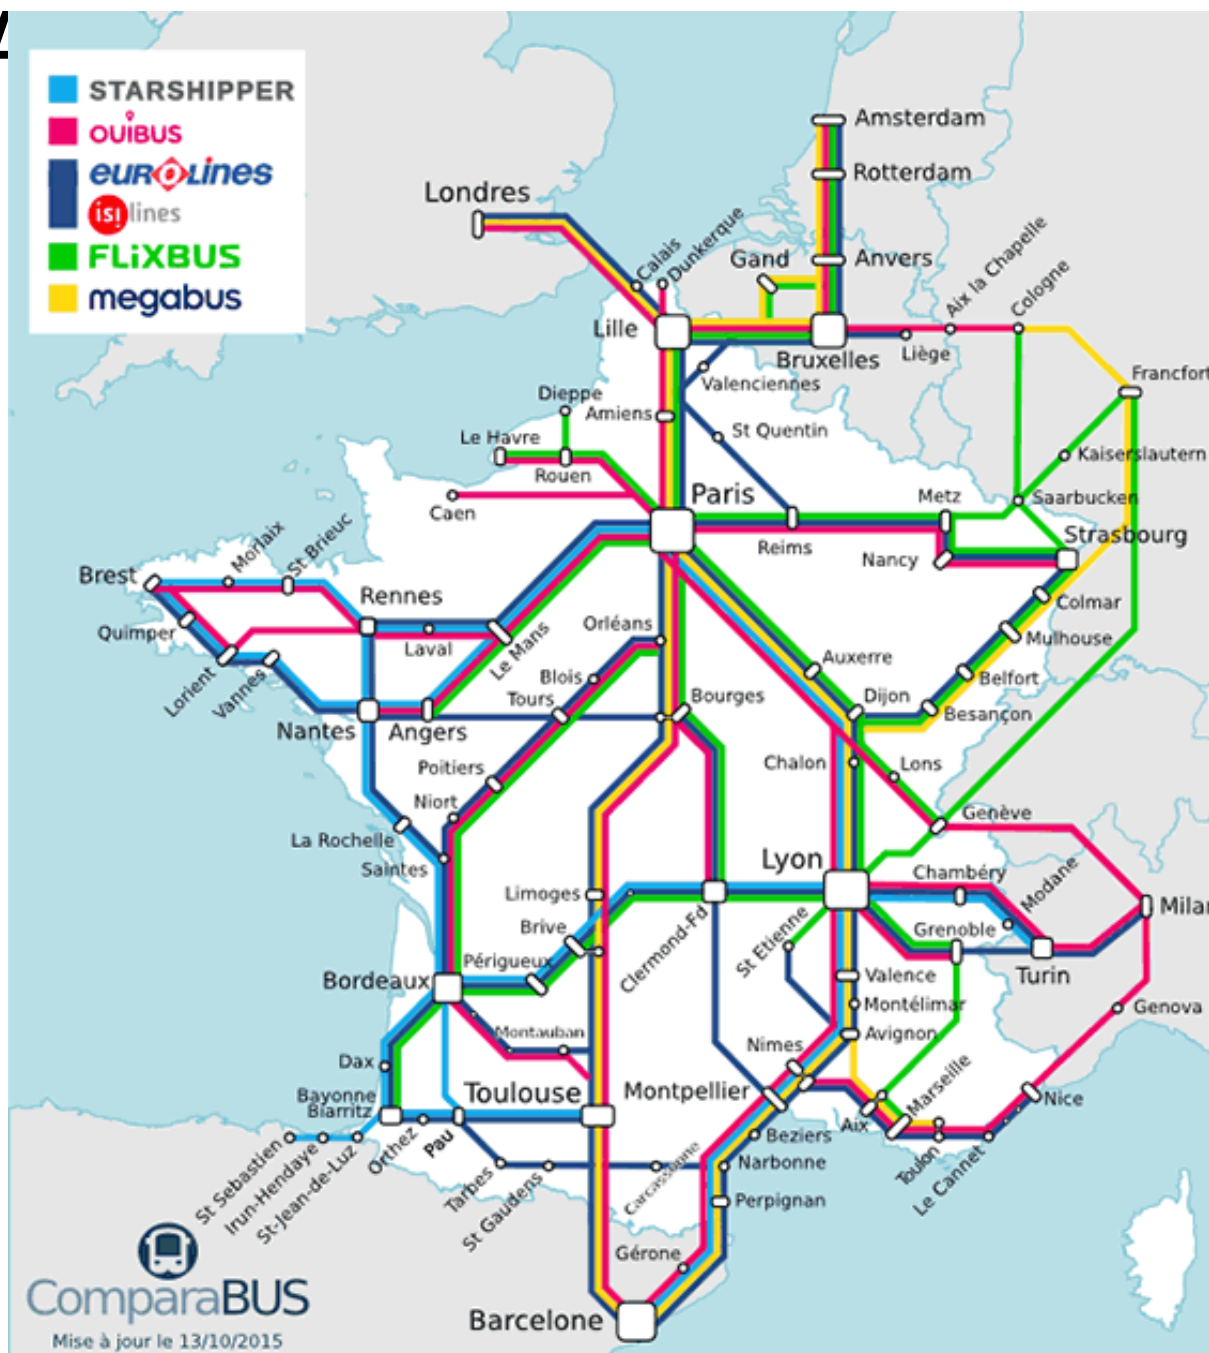 STARSHIPPER
OUIBUS
EUROLINES
isilines
FLiXBUS
megabus
Amsterdam
Rotterdam
Londres
Anvers
Gand
Calais
Dunkerque
Aix la Chapelle
Cologne
Lille
Bruxelles
Liège
Francfort
Valenciennes
Dieppe
Amiens
St Quentin
Le Havre
Rouen
Kaiserslautern
Caen
Paris
Metz
Saarbucken
Reims
Nancy
Strasbourg
Morlaix
St Brieuc
Brest
Rennes
Colmar
Quimper
Laval
Le Mans
Orléans
Mulhouse
Lorient
Vannes
Blois
Auxerre
Belfort
Nantes
Angers
Tours
Bourges
Dijon
Besançon
Poitiers
Chalon
Lons
Niort
La Rochelle
Genève
Saintes
Lyon
Chambéry
Modane
Limoges
Milan
Brive
Clermond-Fd
St Etienne
Grenoble
Périgueux
Bordeaux
Valence
Turin
Montauban
Montélimar
Genova
Avignon
Dax
Nimes
Bayonne
Biarritz
Toulouse
Montpellier
Marseille
Nice
Aix
Orthez
Pau
Beziers
Toulon
Le Cannet
St Sebastien
Irun-Hendaye
St-Jean-de-Luz
Tarbes
St Gaudens
Carcassonne
Narbonne
Perpignan
Gérone
ComparaBUS
Barcelone
Mise à jour le 13/10/2015